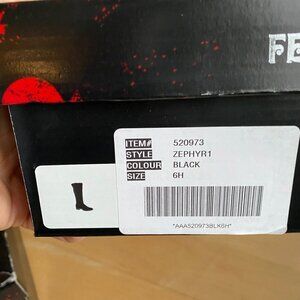 FE
ITEM# 520973
STYLE ZEPHYR1
COLOUR BLACK
SIZE 6H
*AAA520973BLK6H*